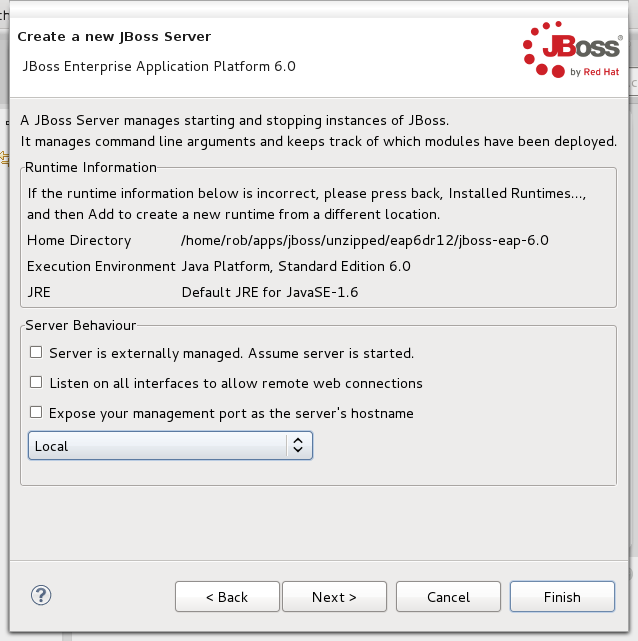 Create a new JBoss Server
JBoss Enterprise Application Platform 6.0
JBoss®
by Red Hat
A JBoss Server manages starting and stopping instances of JBoss.
It manages command line arguments and keeps track of which modules have been deployed.
Runtime Information
If the runtime information below is incorrect, please press back, Installed Runtimes...,
and then Add to create a new runtime from a different location.
Home Directory /home/rob/apps/jboss/unzipped/eap6dr12/jboss-eap-6.0
Execution Environment Java Platform, Standard Edition 6.0
JRE Default JRE for JavaSE-1.6
Server Behaviour
Server is externally managed. Assume server is started.
Listen on all interfaces to allow remote web connections
Expose your management port as the server's hostname
Local
? < Back Next > Cancel Finish